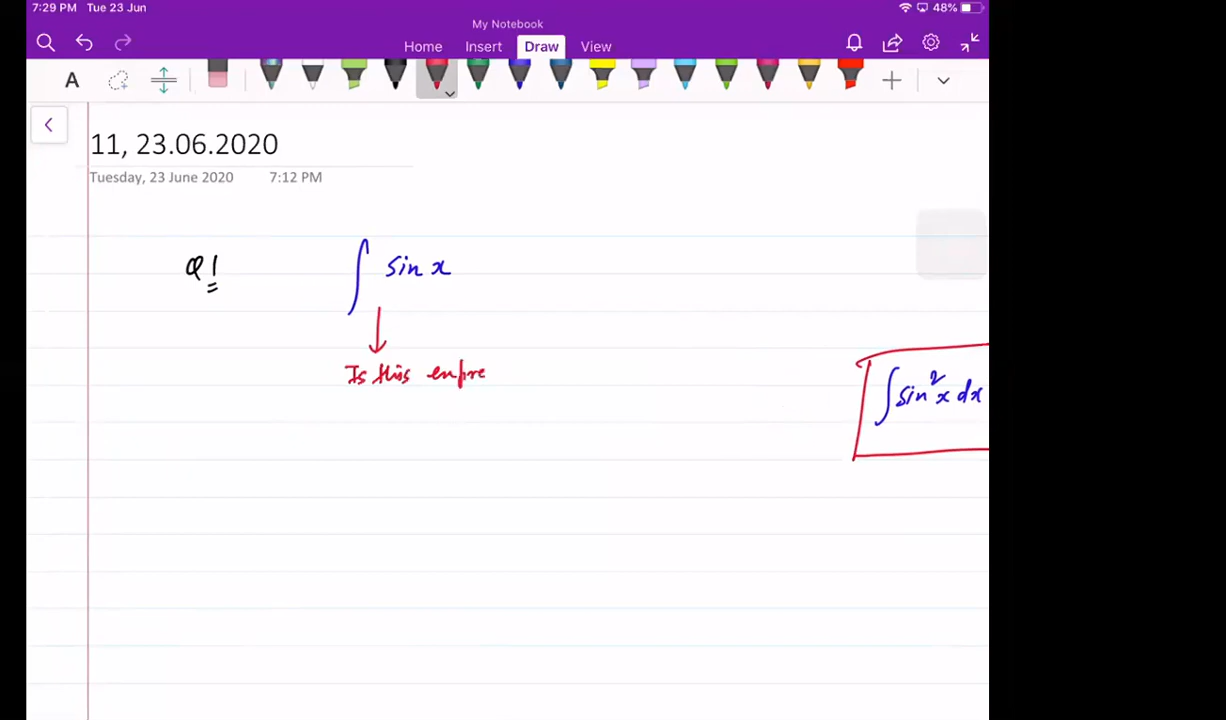 7:29 PM Tue 23 Jun
48%
My Notebook
Home Insert Draw View
A
11, 23.06.2020
Tuesday, 23 June 2020 7:12 PM
Q1 ∫ sin x
Is this
∫ sin²x dx